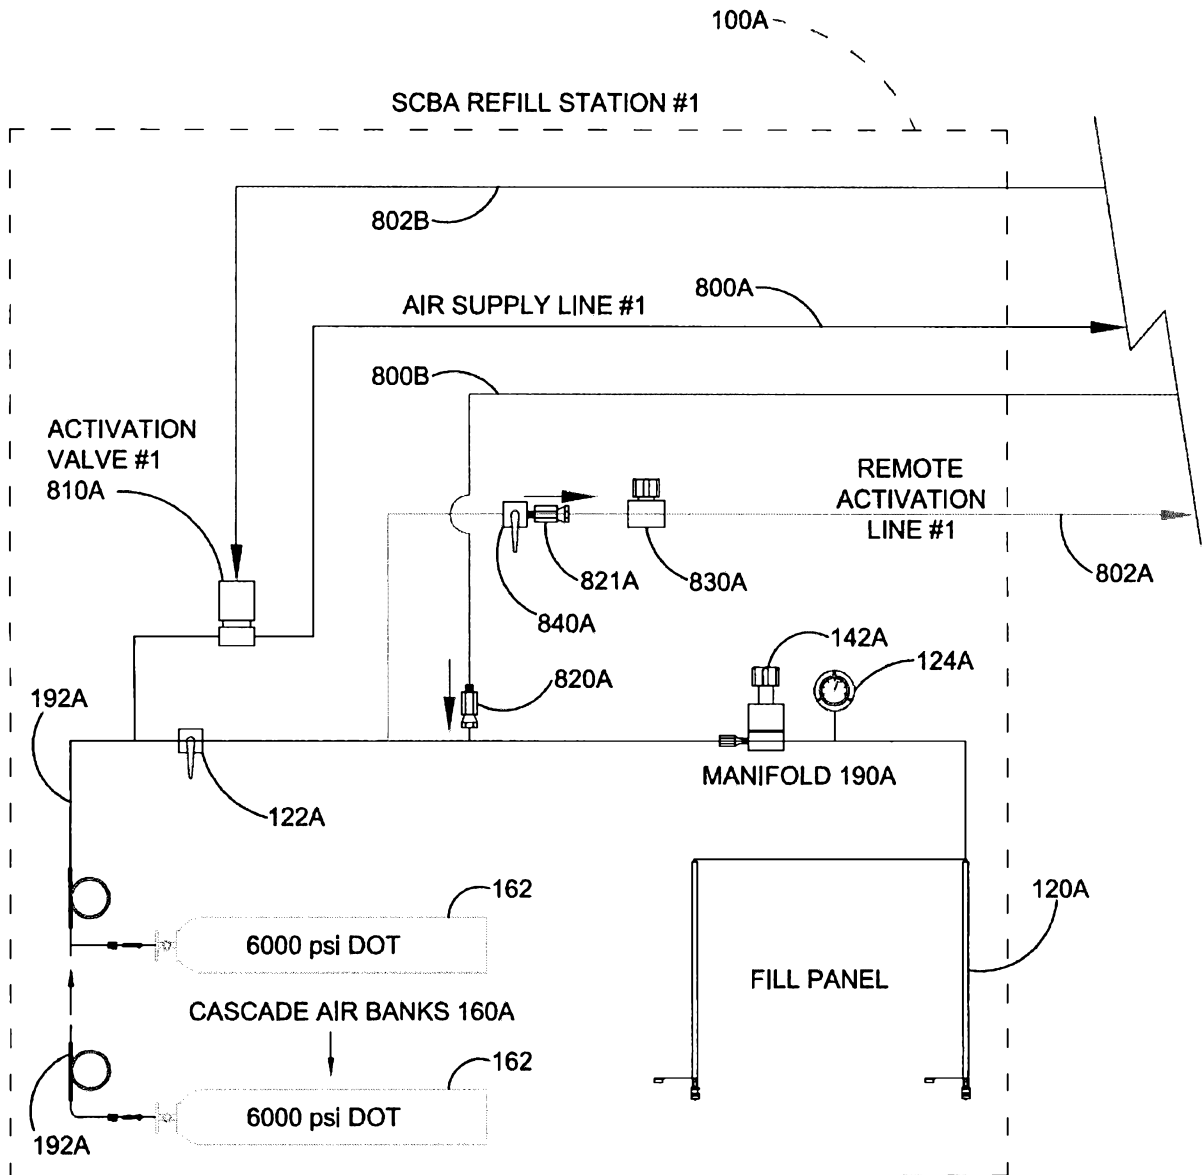 100A
SCBA REFILL STATION #1
802B
800A
AIR SUPPLY LINE #1
800B
ACTIVATION
VALVE #1
810A
REMOTE
ACTIVATION
LINE #1
821A
830A
802A
840A
142A
124A
820A
192A
MANIFOLD 190A
122A
162
120A
6000 psi DOT
FILL PANEL
CASCADE AIR BANKS 160A
162
6000 psi DOT
192A